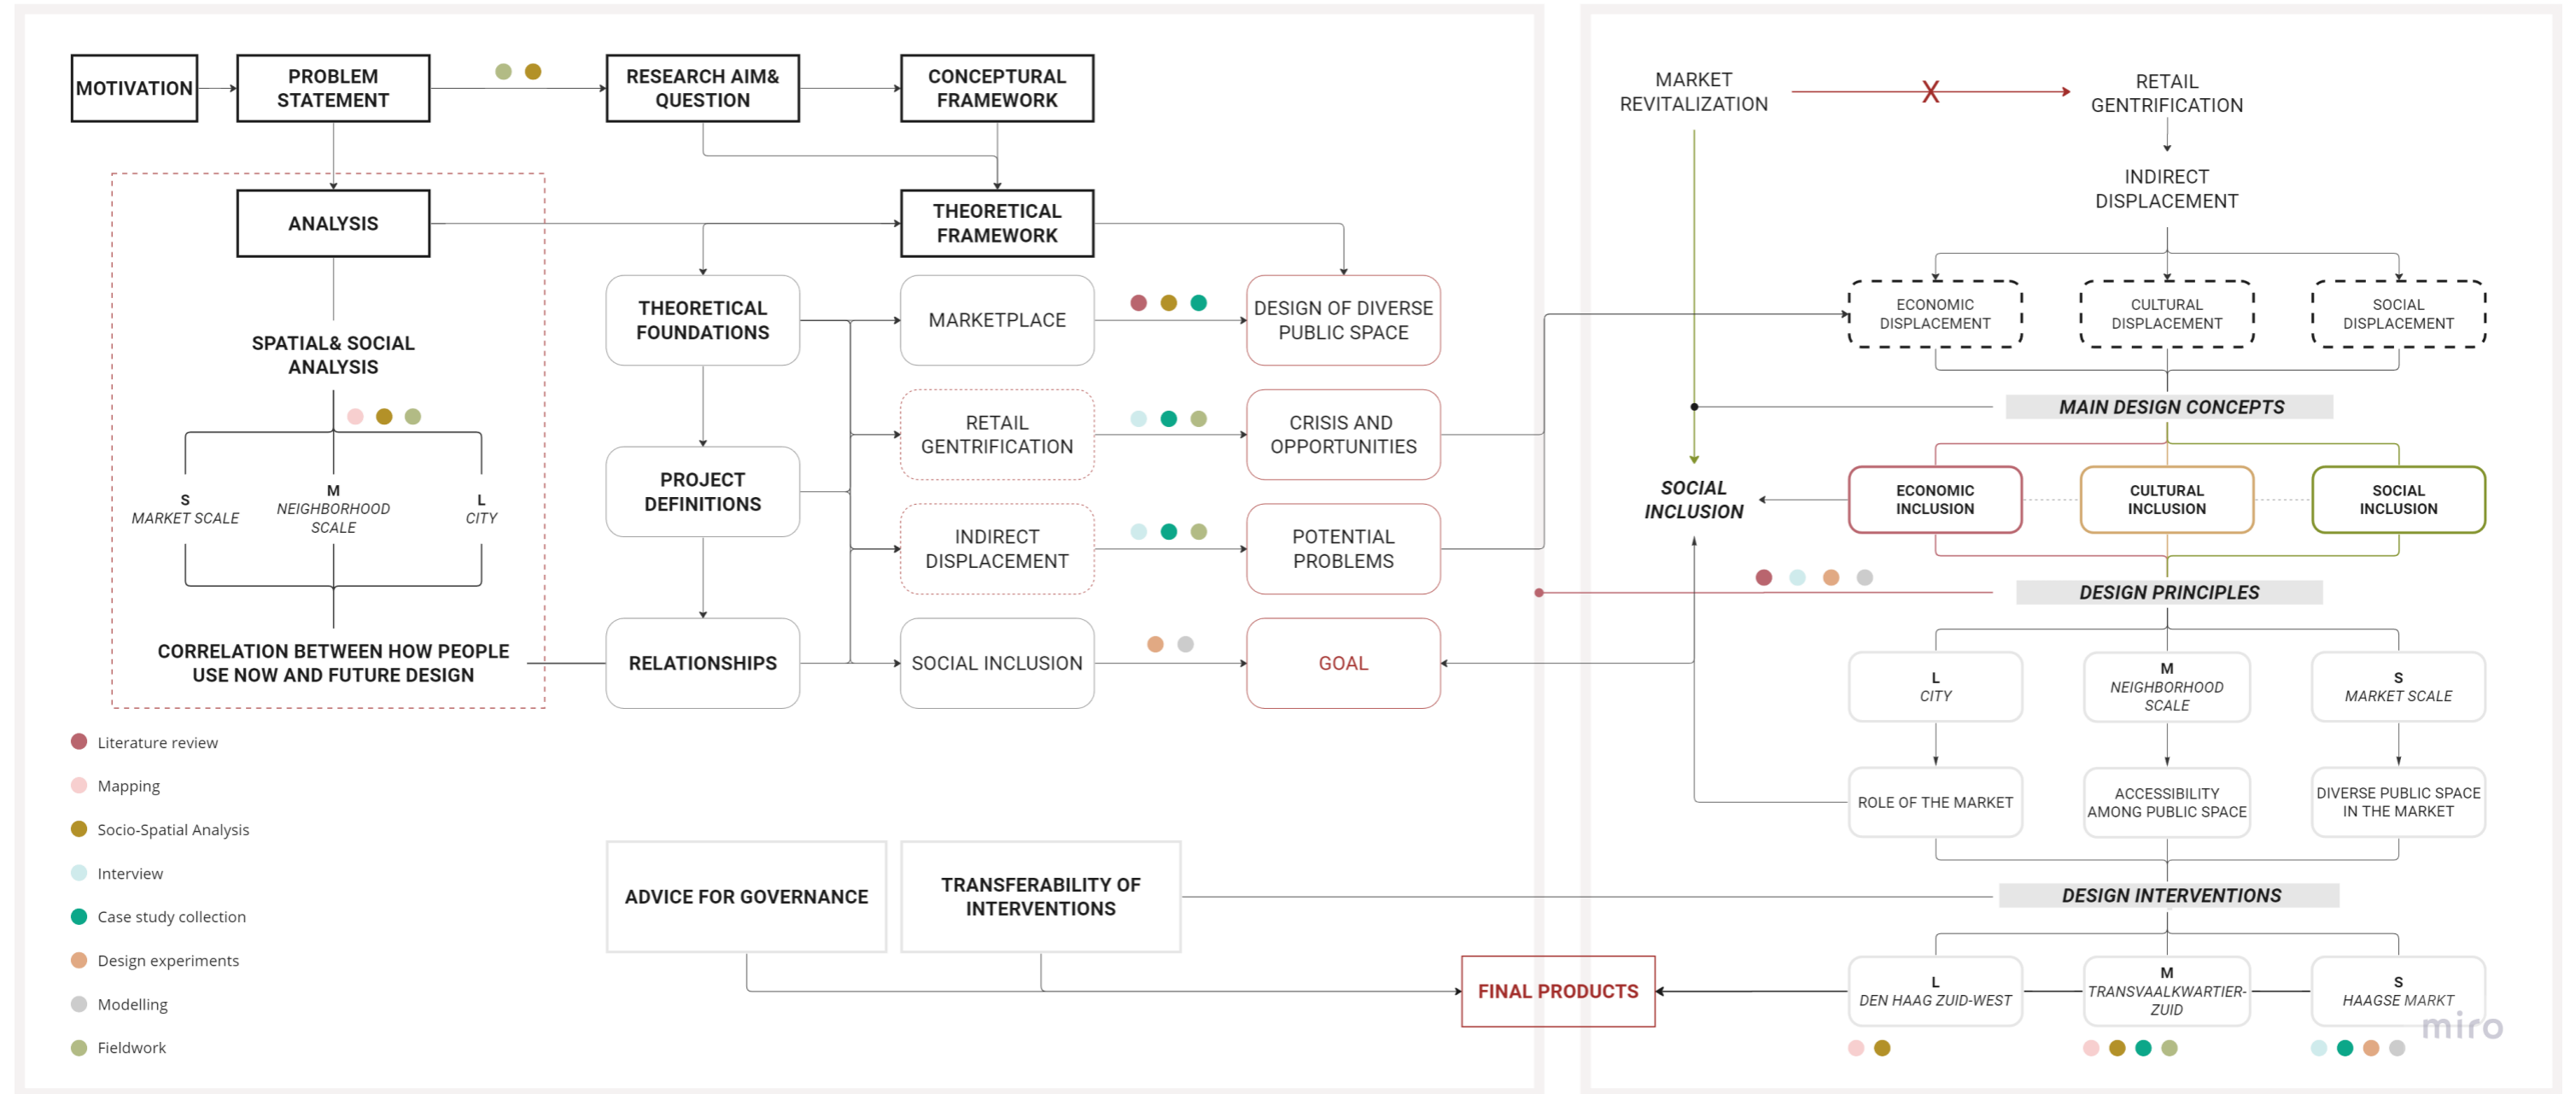 MOTIVATION
PROBLEM
STATEMENT
RESEARCH AIM&
QUESTION
CONCEPTURAL
FRAMEWORK
ANALYSIS
THEORETICAL
FRAMEWORK
SPATIAL& SOCIAL
ANALYSIS
S
MARKET SCALE
M
NEIGHBORHOOD
SCALE
L
CITY
CORRELATION BETWEEN HOW PEOPLE
USE NOW AND FUTURE DESIGN
THEORETICAL
FOUNDATIONS
MARKETPLACE
DESIGN OF DIVERSE
PUBLIC SPACE
RETAIL
GENTRIFICATION
CRISIS AND
OPPORTUNITIES
PROJECT
DEFINITIONS
INDIRECT
DISPLACEMENT
POTENTIAL
PROBLEMS
RELATIONSHIPS
SOCIAL INCLUSION
GOAL
Literature review
Mapping
Socio-Spatial Analysis
Interview
Case study collection
Design experiments
Modelling
Fieldwork
ADVICE FOR GOVERNANCE
TRANSFERABILITY OF
INTERVENTIONS
FINAL PRODUCTS
MARKET
REVITALIZATION
X
RETAIL
GENTRIFICATION
INDIRECT
DISPLACEMENT
ECONOMIC
DISPLACEMENT
CULTURAL
DISPLACEMENT
SOCIAL
DISPLACEMENT
MAIN DESIGN CONCEPTS
SOCIAL
INCLUSION
ECONOMIC
INCLUSION
CULTURAL
INCLUSION
SOCIAL
INCLUSION
DESIGN PRINCIPLES
L
CITY
M
NEIGHBORHOOD
SCALE
S
MARKET SCALE
ROLE OF THE MARKET
ACCESSIBILITY
AMONG PUBLIC SPACE
DIVERSE PUBLIC SPACE
IN THE MARKET
DESIGN INTERVENTIONS
L
DEN HAAG ZUID-WEST
M
TRANSVAALKWARTIER-
ZUID
S
HAAGSE MARKT
miro